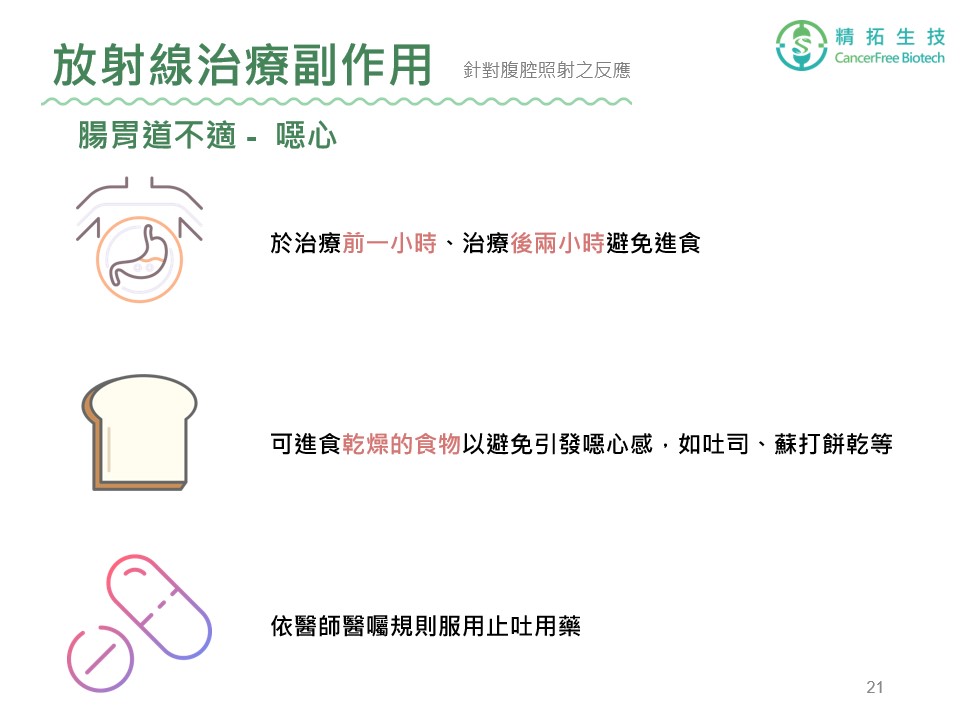 放射線治療副作用
針對腹腔照射之反應
精拓生技
CancerFree Biotech
腸胃道不適 - 噁心
於治療前一小時、治療後兩小時避免進食
可進食乾燥的食物以避免引發噁心感，如吐司、蘇打餅乾等
依醫師醫囑規則服用止吐用藥
21